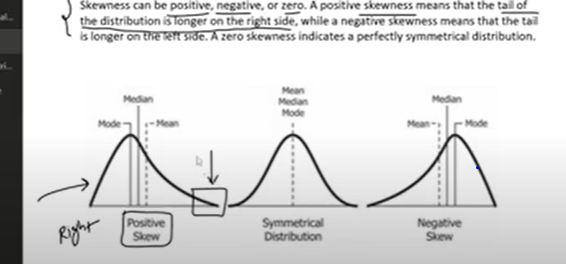 al...
Skewness can be positive, negative, or zero. A positive skewness means that the tail of
the distribution is longer on the right side, while a negative skewness means that the tail
is longer on the left side. A zero skewness indicates a perfectly symmetrical distribution.
Median
Mode
Mean
Mean
Median
Mode
Median
Mean
Mode
Right
Positive
Skew
Symmetrical
Distribution
Negative
Skew